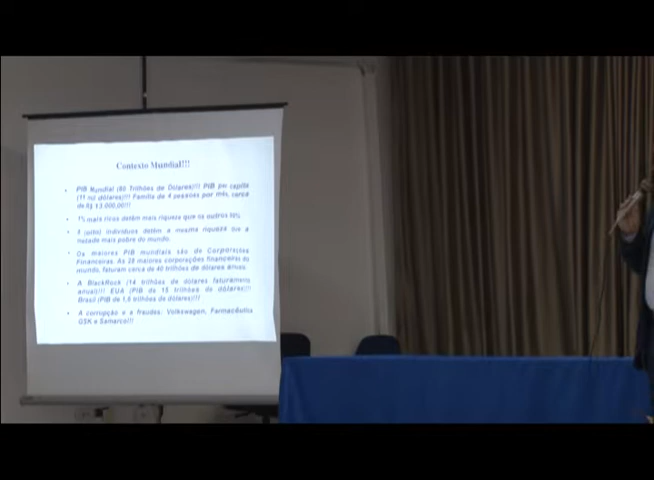 Contexto Mundial!!!
• PIB Mundial (80 Trilhões de Dólares)!!! PIB per capita
(11 mil dólares)!!! Família de 4 pessoas por mês, cerca
de R$ 13.000,00!!!
• 1% mais ricos detêm mais riqueza que os outros
• 8 (oito) indivíduos detêm a mesma riqueza que a
metade mais pobre do mundo.
• Os maiores PIB mundiais são de Corporações
Financeiras. As 28 maiores corporações financeiras do
mundo, faturam cerca de 40 trilhões de dólares anuais.
• A BlackRock (14 trilhões de dólares faturamento
anual)!!! EUA (PIB de 15 trilhões de dólares)!!!
Brasil (PIB de 1,8 trilhões de dólares)!!!
• A corrupção e a fraudes: Volkswagen, Farmacêutica
GSK e Samarco!!!